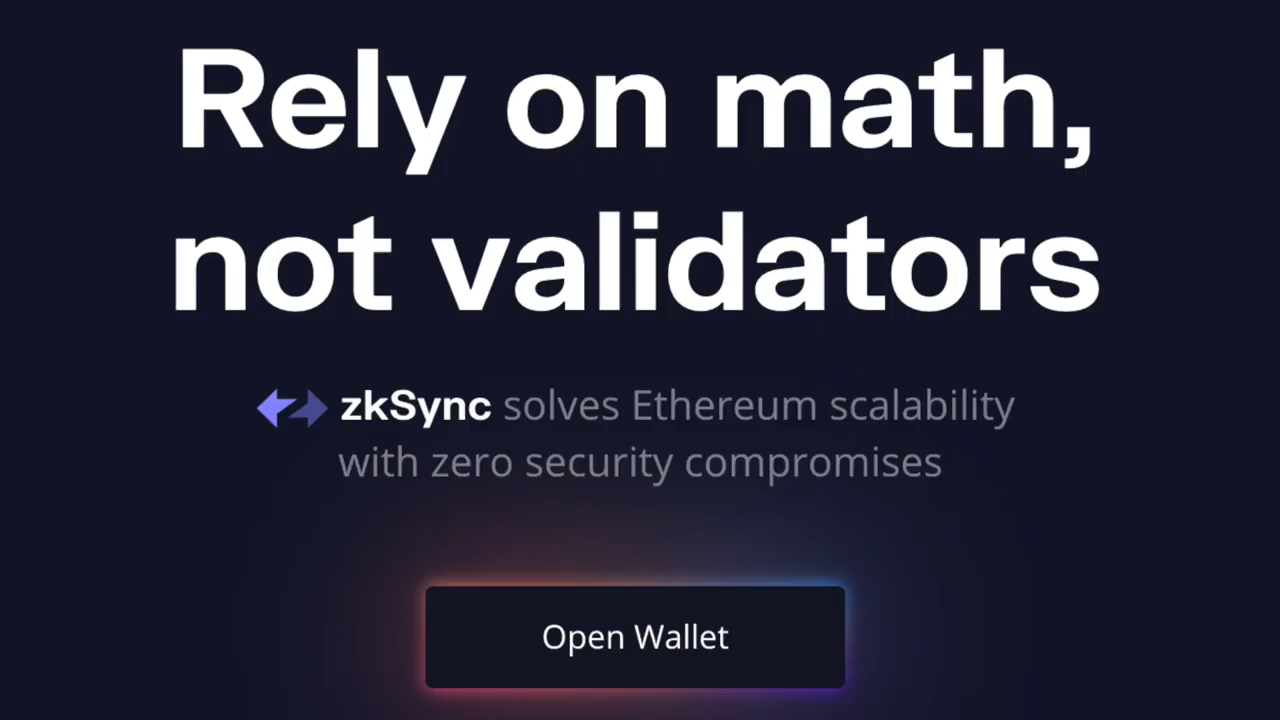 Rely on math,
not validators
zkSync solves Ethereum scalability
with zero security compromises
Open Wallet